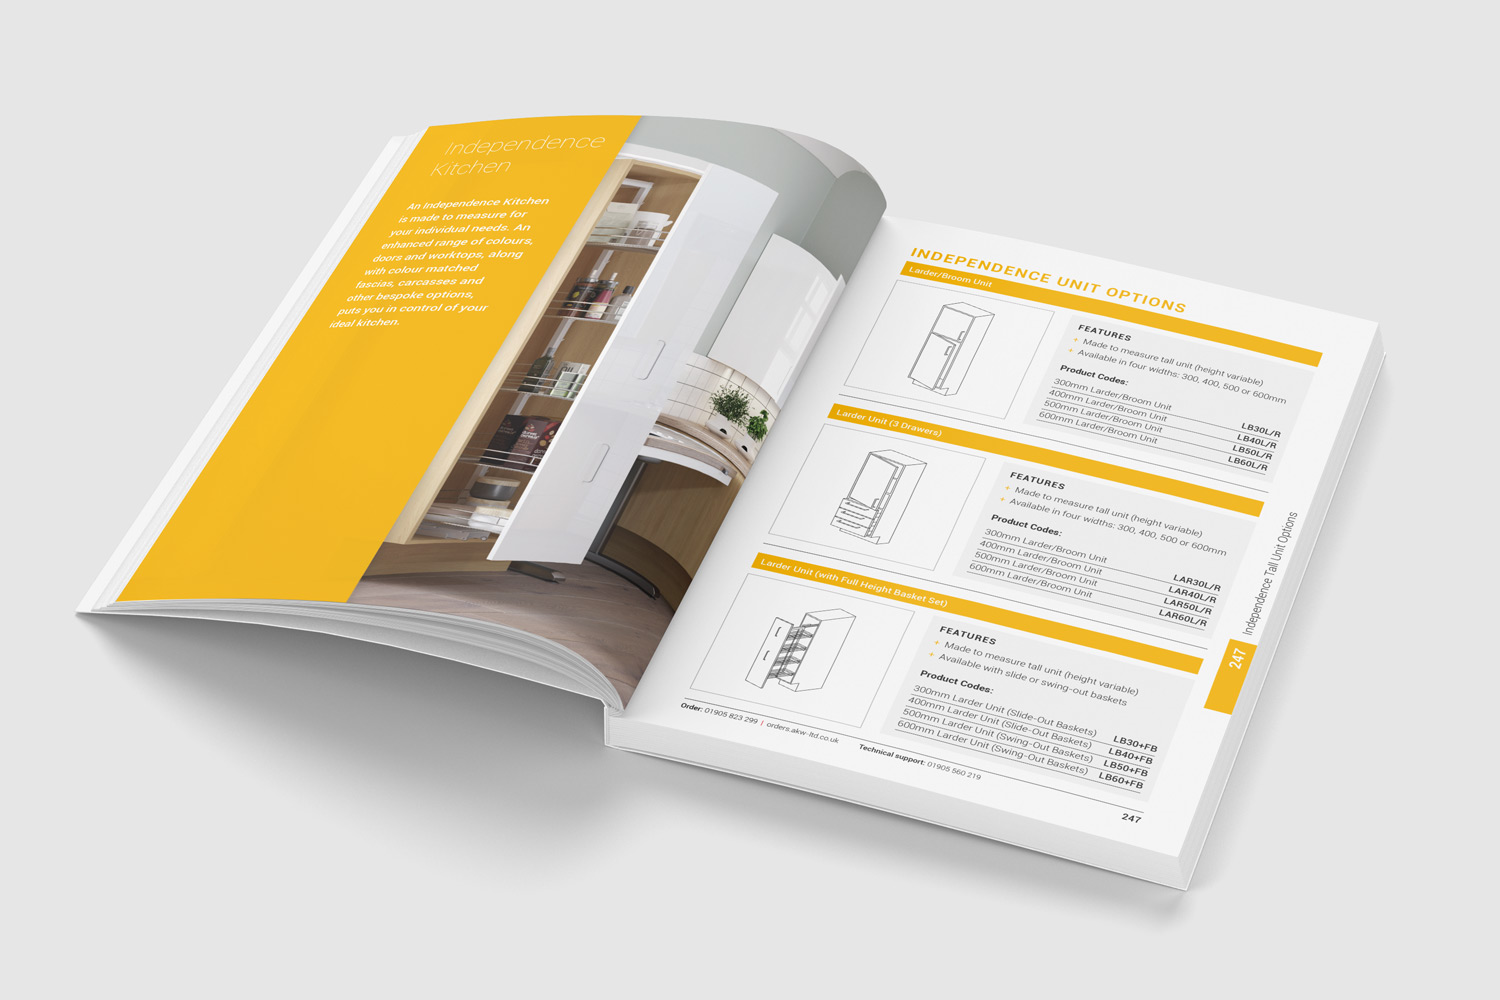 Independence
Kitchen
An Independence Kitchen
is made to measure for
your individual needs. An
enhanced range of colours,
doors and worktops, along
with colour matched
fascias, carcasses and
other bespoke options,
puts you in control of your
ideal kitchen.
INDEPENDENCE UNIT OPTIONS
Larder/Broom Unit
FEATURES
+ Made to measure tall unit (height variable)
+ Available in four widths: 300, 400, 500 or 600mm
Product Codes:
300mm Larder/Broom Unit LB30L/R
400mm Larder/Broom Unit LB40L/R
500mm Larder/Broom Unit LB50L/R
600mm Larder/Broom Unit LB60L/R
Larder Unit (3 Drawers)
FEATURES
+ Made to measure tall unit (height variable)
+ Available in four widths: 300, 400, 500 or 600mm
Product Codes:
300mm Larder/Broom Unit LAR30L/R
400mm Larder/Broom Unit LAR40L/R
500mm Larder/Broom Unit LAR50L/R
600mm Larder/Broom Unit LAR60L/R
Larder Unit (with Full Height Basket Set)
FEATURES
+ Made to measure tall unit (height variable)
+ Available with slide or swing-out baskets
Product Codes:
300mm Larder Unit (Slide-Out Baskets) LB30+FB
400mm Larder Unit (Slide-Out Baskets) LB40+FB
500mm Larder Unit (Swing-Out Baskets) LB50+FB
600mm Larder Unit (Swing-Out Baskets) LB60+FB
Order: 01905 823 299 | orders.akw-ltd.co.uk Technical support: 01905 560 219
247
Independence Tall Unit Options
247